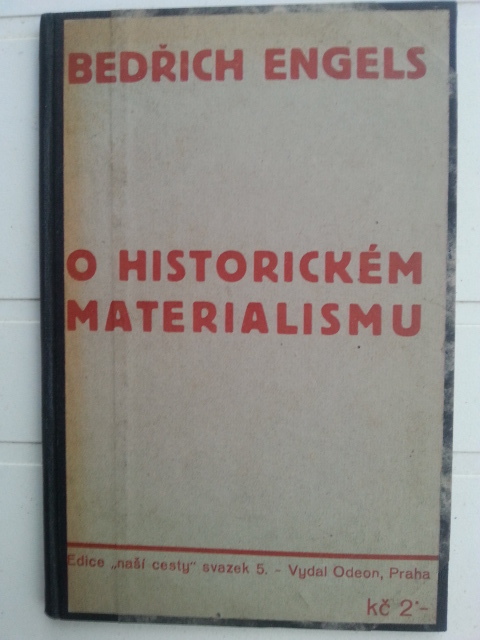 BEDŘICH ENGELS
O HISTORICKÉM
MATERIALISMU
Edice „naší cesty" svazek 5. - Vydal Odeon, Praha
kč 2·-